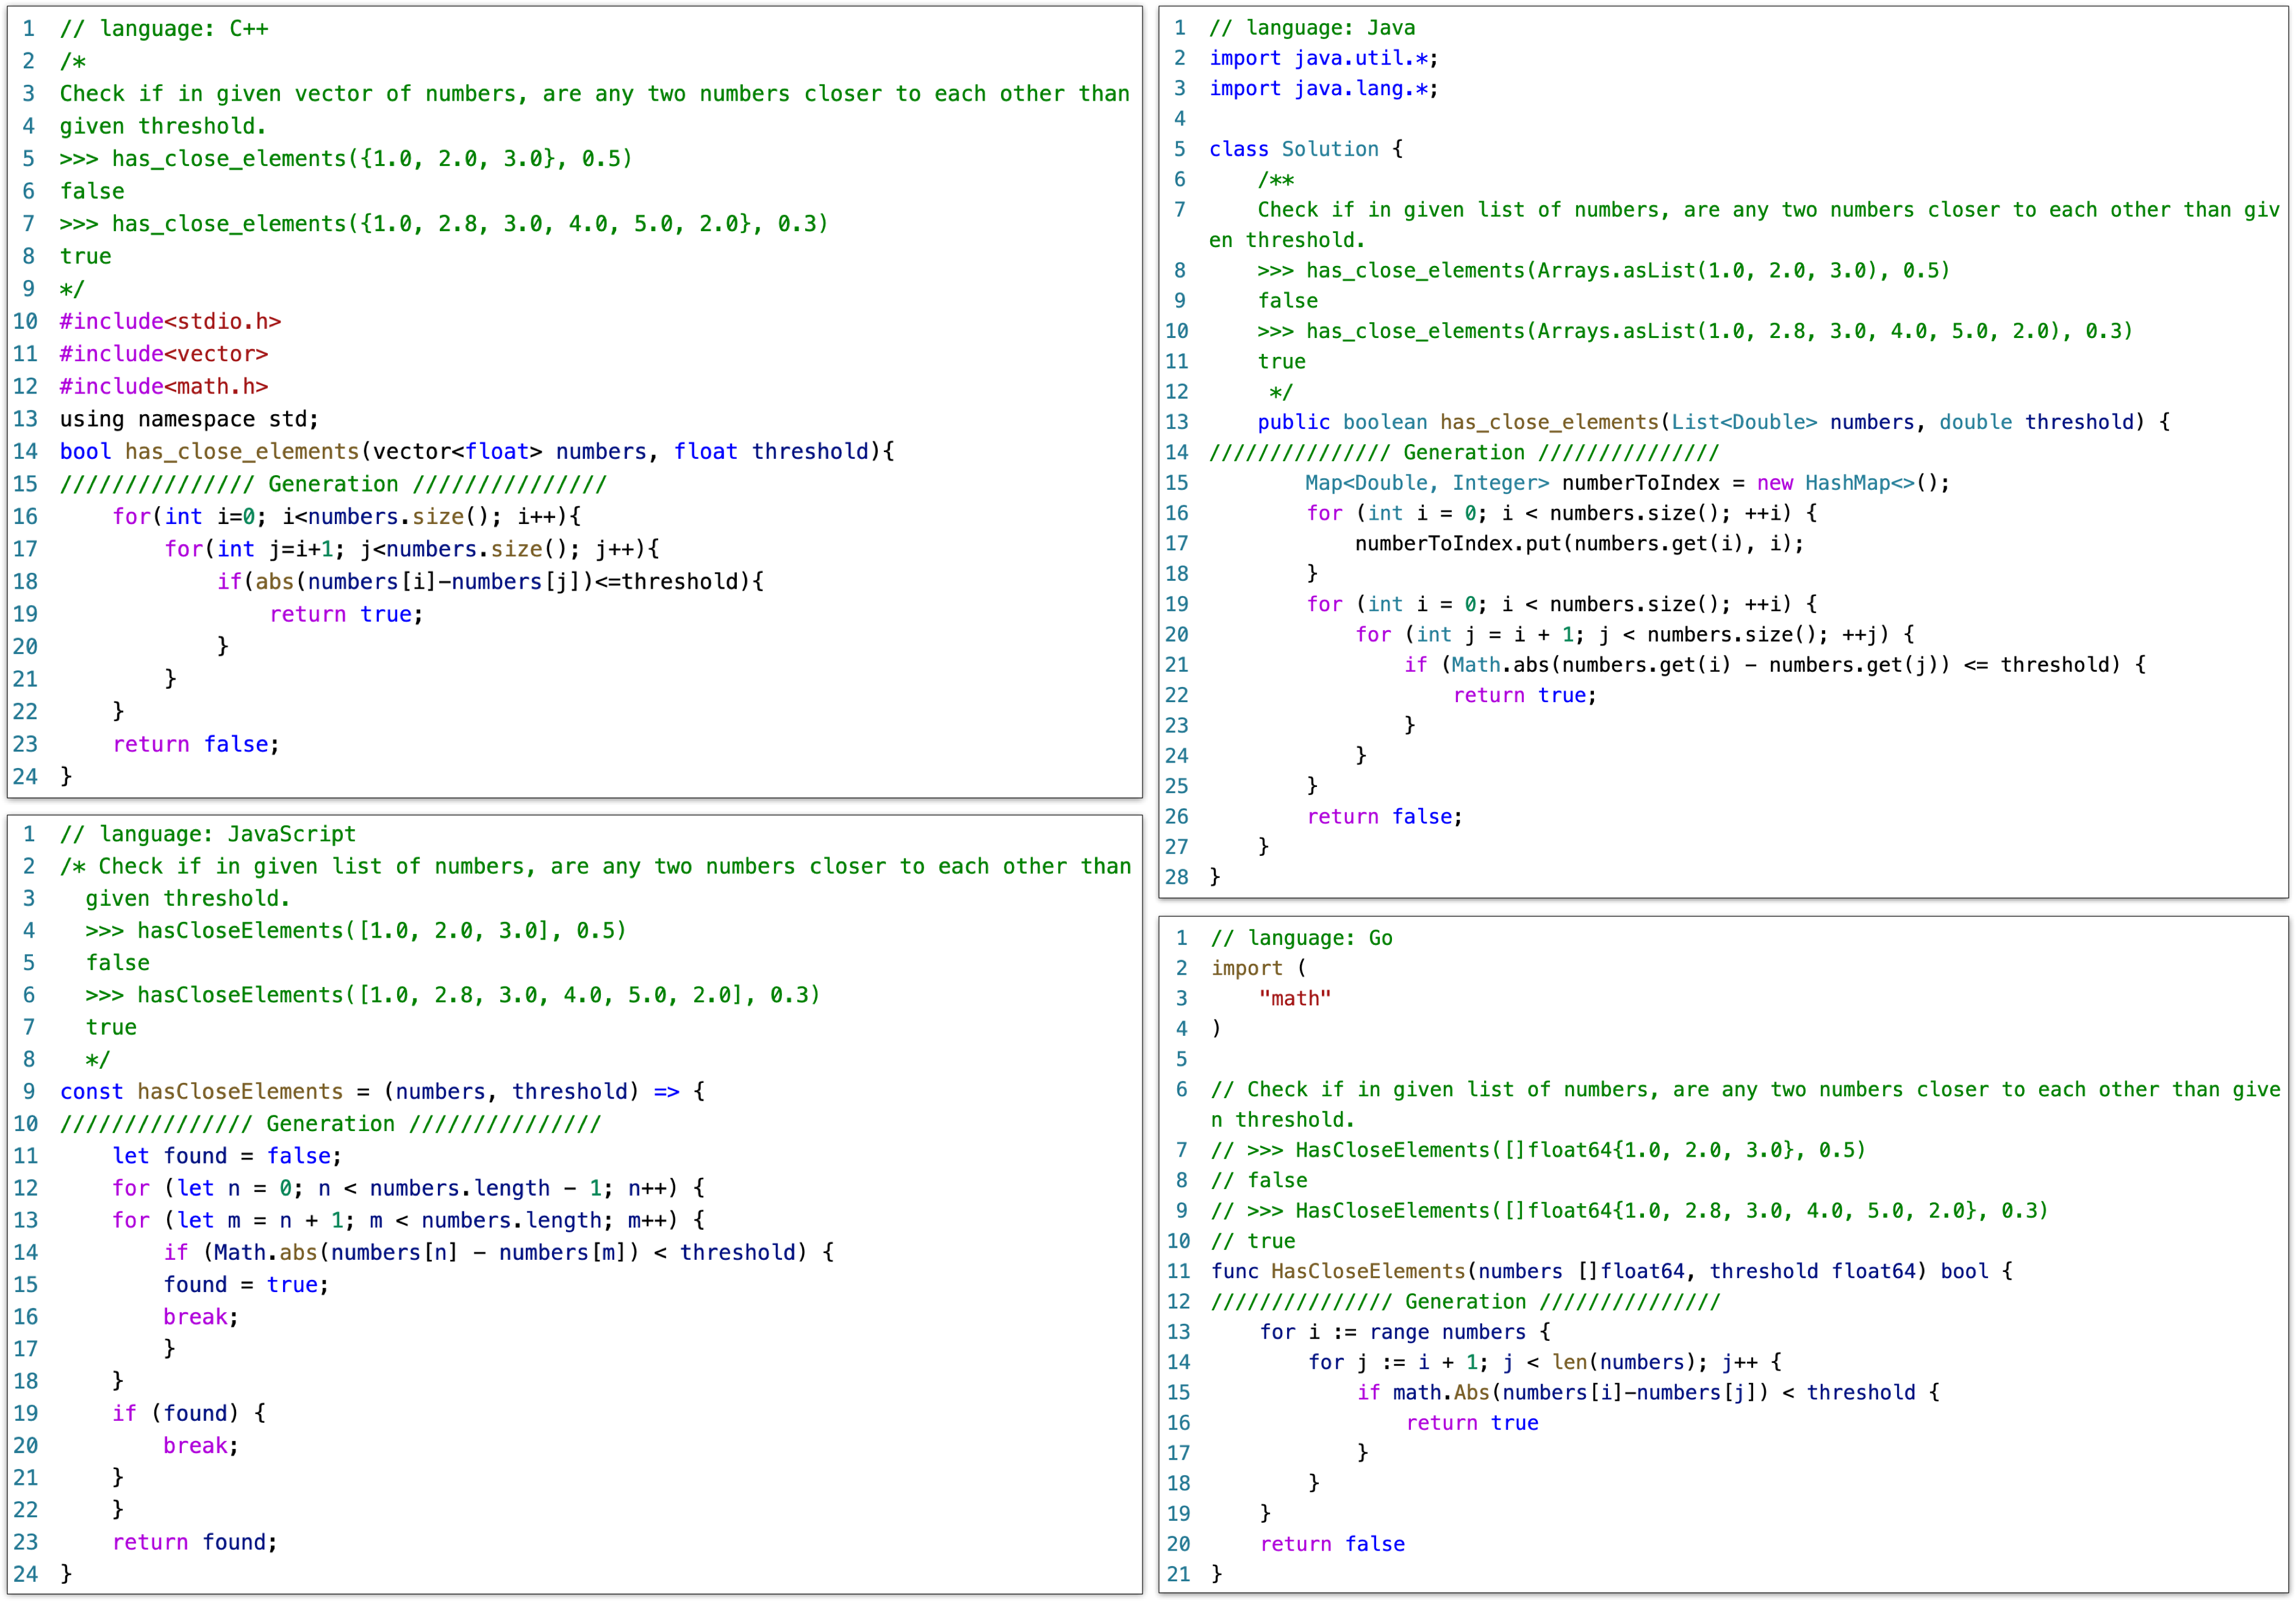 1 // language: C++
2 /*
3 Check if in given vector of numbers, are any two numbers closer to each other than
4 given threshold.
5 >>> has_close_elements({1.0, 2.0, 3.0}, 0.5)
6 false
7 >>> has_close_elements({1.0, 2.8, 3.0, 4.0, 5.0, 2.0}, 0.3)
8 true
9 */
10 #include<stdio.h>
11 #include<vector>
12 #include<math.h>
13 using namespace std;
14 bool has_close_elements(vector<float> numbers, float threshold){
15 /////////////// Generation ///////////////
16     for(int i=0; i<numbers.size(); i++){
17         for(int j=i+1; j<numbers.size(); j++){
18             if(abs(numbers[i]-numbers[j])<=threshold){
19                 return true;
20             }
21         }
22     }
23     return false;
24 }
1 // language: Java
2 import java.util.*;
3 import java.lang.*;
4
5 class Solution {
6     /**
7     Check if in given list of numbers, are any two numbers closer to each other than giv
en threshold.
8     >>> has_close_elements(Arrays.asList(1.0, 2.0, 3.0), 0.5)
9     false
10     >>> has_close_elements(Arrays.asList(1.0, 2.8, 3.0, 4.0, 5.0, 2.0), 0.3)
11     true
12      */
13     public boolean has_close_elements(List<Double> numbers, double threshold) {
14 /////////////// Generation ///////////////
15         Map<Double, Integer> numberToIndex = new HashMap<>();
16         for (int i = 0; i < numbers.size(); ++i) {
17             numberToIndex.put(numbers.get(i), i);
18         }
19         for (int i = 0; i < numbers.size(); ++i) {
20             for (int j = i + 1; j < numbers.size(); ++j) {
21                 if (Math.abs(numbers.get(i) - numbers.get(j)) <= threshold) {
22                     return true;
23                 }
24             }
25         }
26         return false;
27     }
28 }
1 // language: JavaScript
2 /* Check if in given list of numbers, are any two numbers closer to each other than
3   given threshold.
4   >>> hasCloseElements([1.0, 2.0, 3.0], 0.5)
5   false
6   >>> hasCloseElements([1.0, 2.8, 3.0, 4.0, 5.0, 2.0], 0.3)
7   true
8   */
9 const hasCloseElements = (numbers, threshold) => {
10 /////////////// Generation ///////////////
11     let found = false;
12     for (let n = 0; n < numbers.length - 1; n++) {
13     for (let m = n + 1; m < numbers.length; m++) {
14         if (Math.abs(numbers[n] - numbers[m]) < threshold) {
15         found = true;
16         break;
17         }
18     }
19     if (found) {
20         break;
21     }
22     }
23     return found;
24 }
1 // language: Go
2 import (
3     "math"
4 )
5
6 // Check if in given list of numbers, are any two numbers closer to each other than give
n threshold.
7 // >>> HasCloseElements([]float64{1.0, 2.0, 3.0}, 0.5)
8 // false
9 // >>> HasCloseElements([]float64{1.0, 2.8, 3.0, 4.0, 5.0, 2.0}, 0.3)
10 // true
11 func HasCloseElements(numbers []float64, threshold float64) bool {
12 /////////////// Generation ///////////////
13     for i := range numbers {
14         for j := i + 1; j < len(numbers); j++ {
15             if math.Abs(numbers[i]-numbers[j]) < threshold {
16                 return true
17             }
18         }
19     }
20     return false
21 }